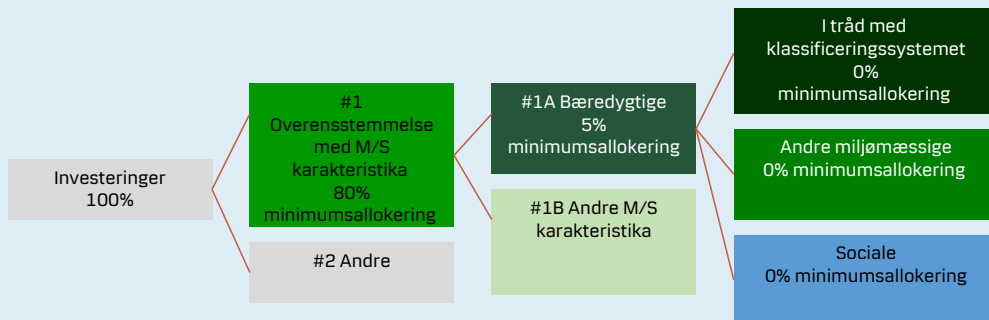 Investeringer
100%
#1
Overensstemmelse
med M/S
karakteristika
80%
minimumsallokering
#2 Andre
#1A Bæredygtige
5%
minimumsallokering
#1B Andre M/S
karakteristika
I tråd med
klassificeringssystemet
0%
minimumsallokering
Andre miljømæssige
0% minimumsallokering
Sociale
0% minimumsallokering